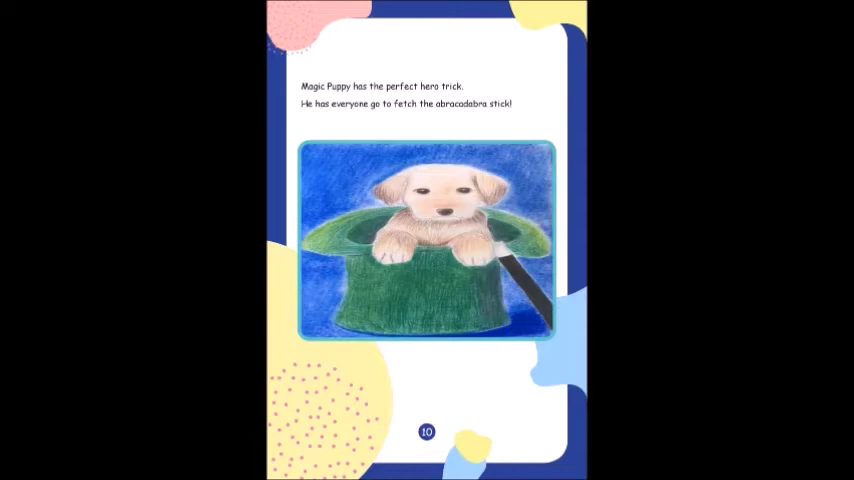 Magic Puppy has the perfect hero trick.
He has everyone go to fetch the abracadabra stick!
10